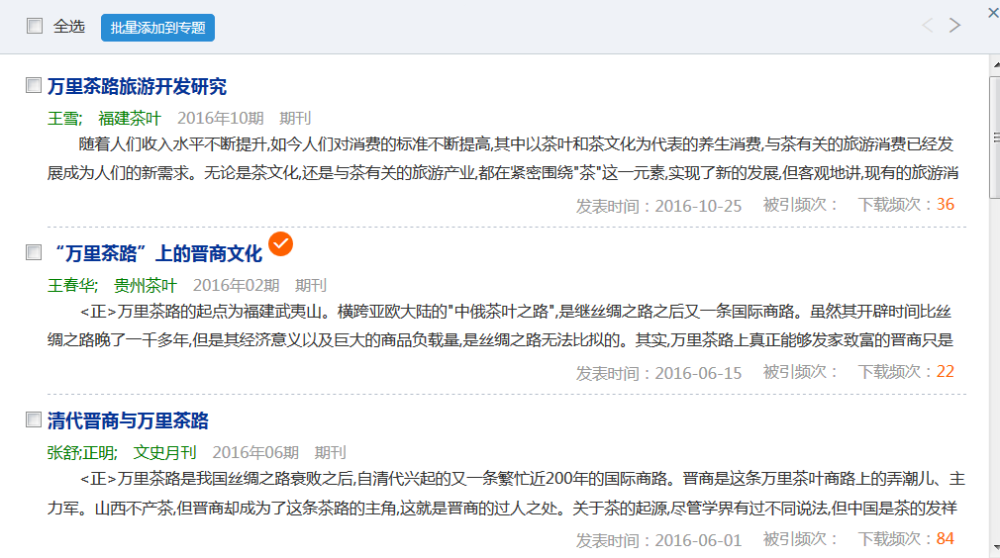 全选 批量添加到专题
万里茶路旅游开发研究
王雪; 福建茶叶 2016年10期 期刊
随着人们收入水平不断提升,如今人们对消费的标准不断提高,其中以茶叶和茶文化为代表的养生消费,与茶有关的旅游消费已经发
展成为人们的新需求。无论是茶文化,还是与茶有关的旅游产业,都在紧密围绕"茶"这一元素,实现了新的发展,但客观地讲,现有的旅游消
发表时间：2016-10-25 被引频次： 下载频次：36
“万里茶路”上的晋商文化
王春华; 贵州茶叶 2016年02期 期刊
<正>万里茶路的起点为福建武夷山。横跨亚欧大陆的"中俄茶叶之路",是继丝绸之路之后又一条国际商路。虽然其开辟时间比丝
绸之路晚了一千多年,但是其经济意义以及巨大的商品负载量,是丝绸之路无法比拟的。其实,万里茶路上真正能够发家致富的晋商只是
发表时间：2016-06-15 被引频次： 下载频次：22
清代晋商与万里茶路
张舒;正明; 文史月刊 2016年06期 期刊
<正>万里茶路是我国丝绸之路衰败之后,自清代兴起的又一条繁忙近200年的国际商路。晋商是这条万里茶叶商路上的弄潮儿、主
力军。山西不产茶,但晋商却成为了这条茶路的主角,这就是晋商的过人之处。关于茶的起源,尽管学界有过不同说法,但中国是茶的发祥
发表时间：2016-06-01 被引频次： 下载频次：84